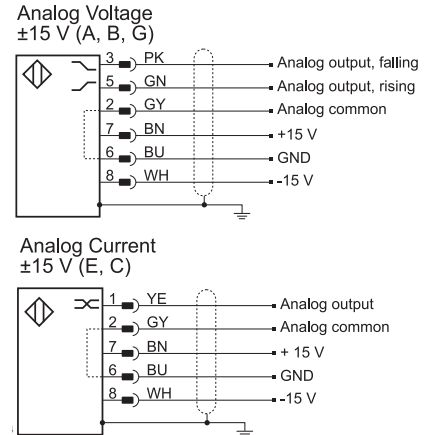 Analog Voltage
±15 V (A, B, G)
3 PK Analog output, falling
5 GN Analog output, rising
2 GY Analog common
7 BN +15 V
6 BU GND
8 WH -15 V
Analog Current
±15 V (E, C)
1 YE Analog output
2 GY Analog common
7 BN + 15 V
6 BU GND
8 WH -15 V